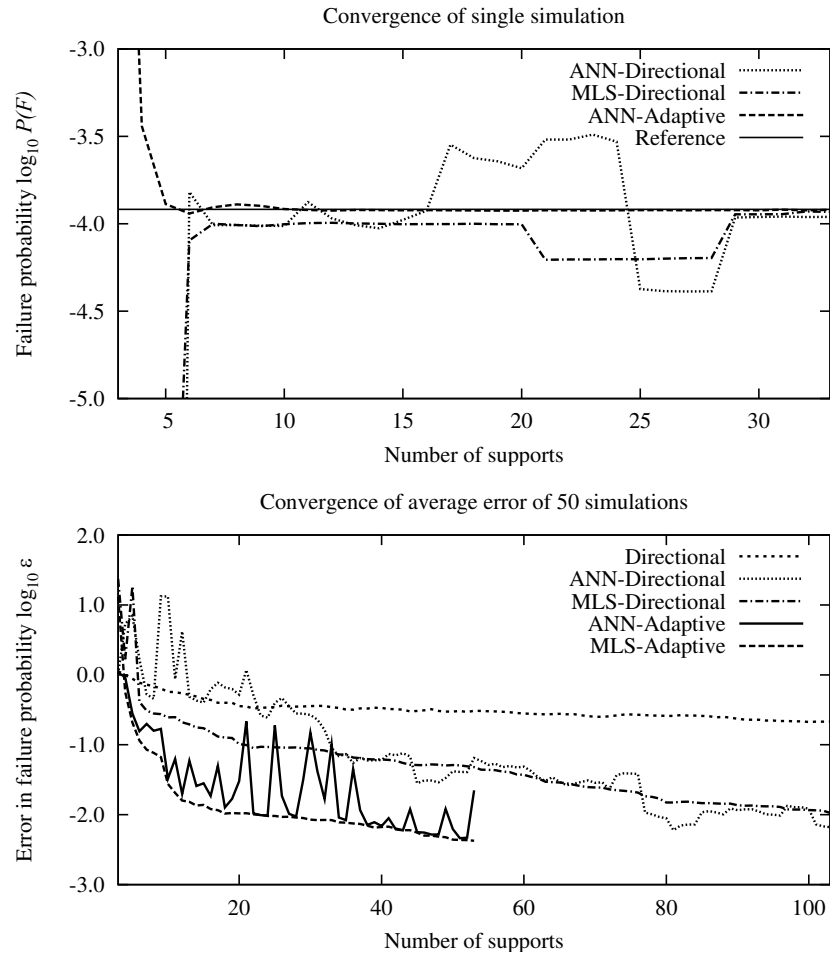 Convergence of single simulation
Failure probability log10 P(F)
-3.0
-3.5
-4.0
-4.5
-5.0
ANN-Directional
MLS-Directional
ANN-Adaptive
Reference
5 10 15 20 25 30
Number of supports
Convergence of average error of 50 simulations
Error in failure probability log10 ε
2.0
1.0
0.0
-1.0
-2.0
-3.0
Directional
ANN-Directional
MLS-Directional
ANN-Adaptive
MLS-Adaptive
20 40 60 80 100
Number of supports